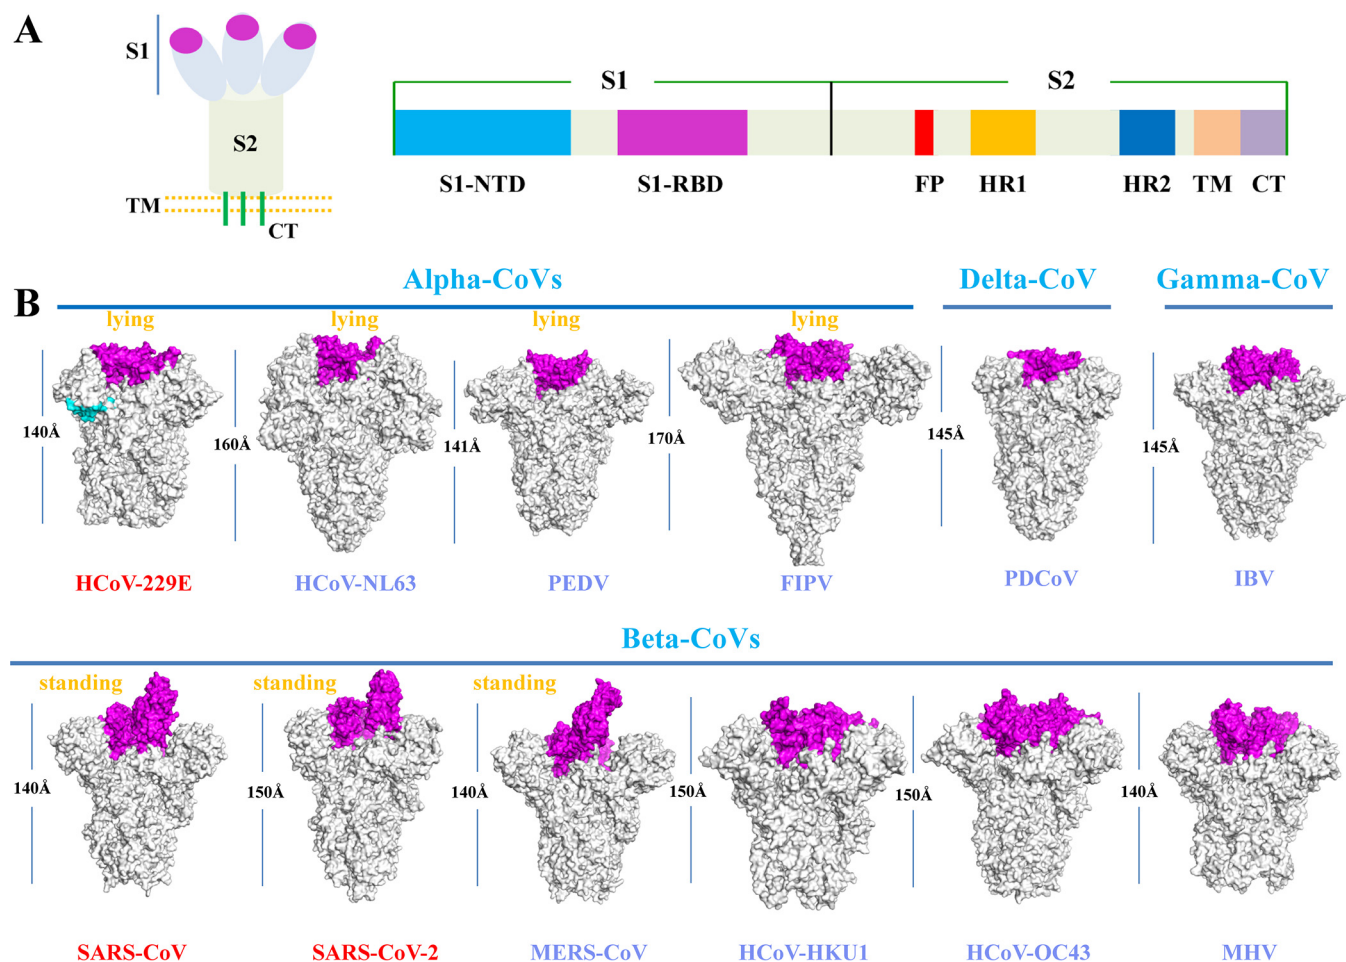 A
S1
S2
TM
CT
S1 S2
S1-NTD S1-RBD FP HR1 HR2 TM CT
B
Alpha-CoVs Delta-CoV Gamma-CoV
lying lying lying lying
140Å 160Å 141Å 170Å 145Å 145Å
HCoV-229E HCoV-NL63 PEDV FIPV PDCoV IBV
Beta-CoVs
standing standing standing
140Å 150Å 140Å 150Å 150Å 140Å
SARS-CoV SARS-CoV-2 MERS-CoV HCoV-HKU1 HCoV-OC43 MHV